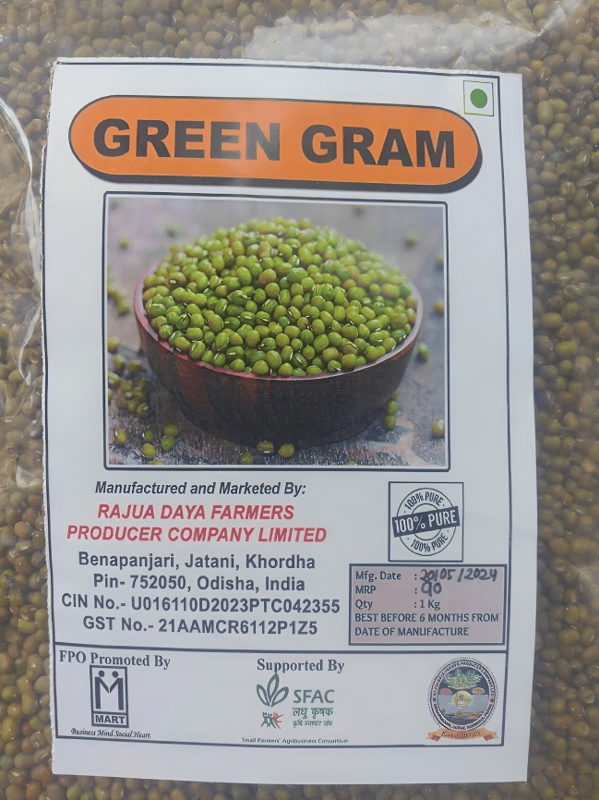 GREEN GRAM
Manufactured and Marketed By:
RAJUA DAYA FARMERS
PRODUCER COMPANY LIMITED
Benapanjari, Jatani, Khordha
Pin- 752050, Odisha, India
CIN No.- U016110D2023PTC042355
GST No.- 21AAMCR6112P1Z5
100% PURE
100% PURE
100% PURE
Mfg. Date : 20/05/2024
MRP : 90
Qty : 1 Kg
BEST BEFORE 6 MONTHS FROM
DATE OF MANUFACTURE
FPO Promoted By
MART
Business Mind Social Heart
Supported By
SFAC
लघु कृषक
कृषि व्यापार संघ
Small Farmers' Agribusiness Consortium